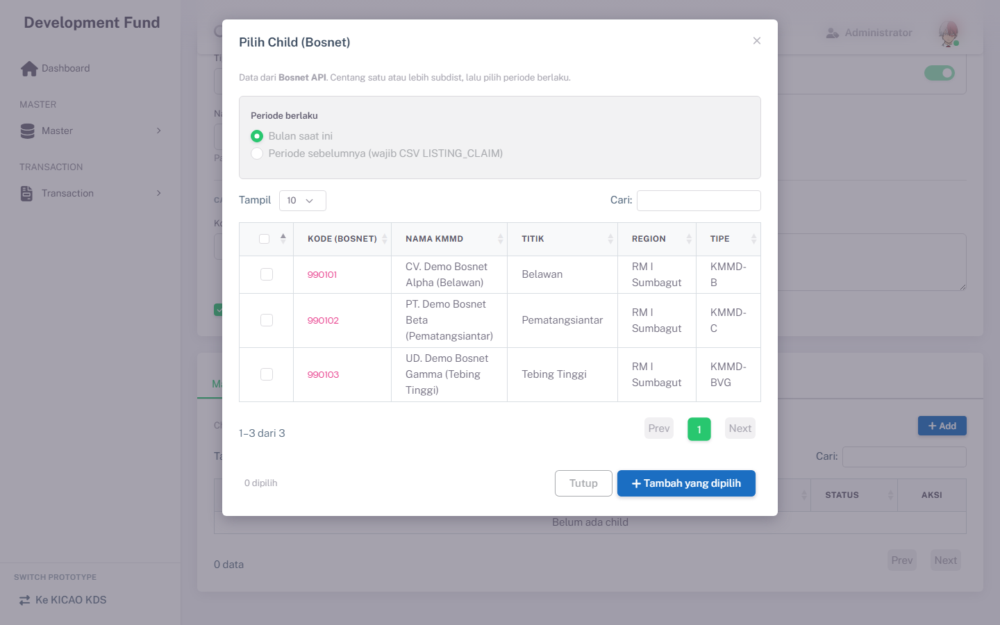 Development Fund
Dashboard
MASTER
Master
TRANSACTION
Transaction
SWITCH PROTOTYPE
Ke KICAO KDS
Administrator
Pilih Child (Bosnet)
Data dari Bosnet API. Centang satu atau lebih subdist, lalu pilih periode berlaku.
Periode berlaku
Bulan saat ini
Periode sebelumnya (wajib CSV LISTING_CLAIM)
Tampil 10
Cari:
KODE (BOSNET) NAMA KMMD TITIK REGION TIPE
990101 CV. Demo Bosnet Alpha (Belawan) Belawan RM I Sumbagut KMMD-B
990102 PT. Demo Bosnet Beta (Pematangsiantar) Pematangsiantar RM I Sumbagut KMMD-C
990103 UD. Demo Bosnet Gamma (Tebing Tinggi) Tebing Tinggi RM I Sumbagut KMMD-BVG
1–3 dari 3
Prev 1 Next
0 dipilih
Tutup
Tambah yang dipilih
Add
Cari:
STATUS AKSI
Belum ada child
0 data
Prev Next